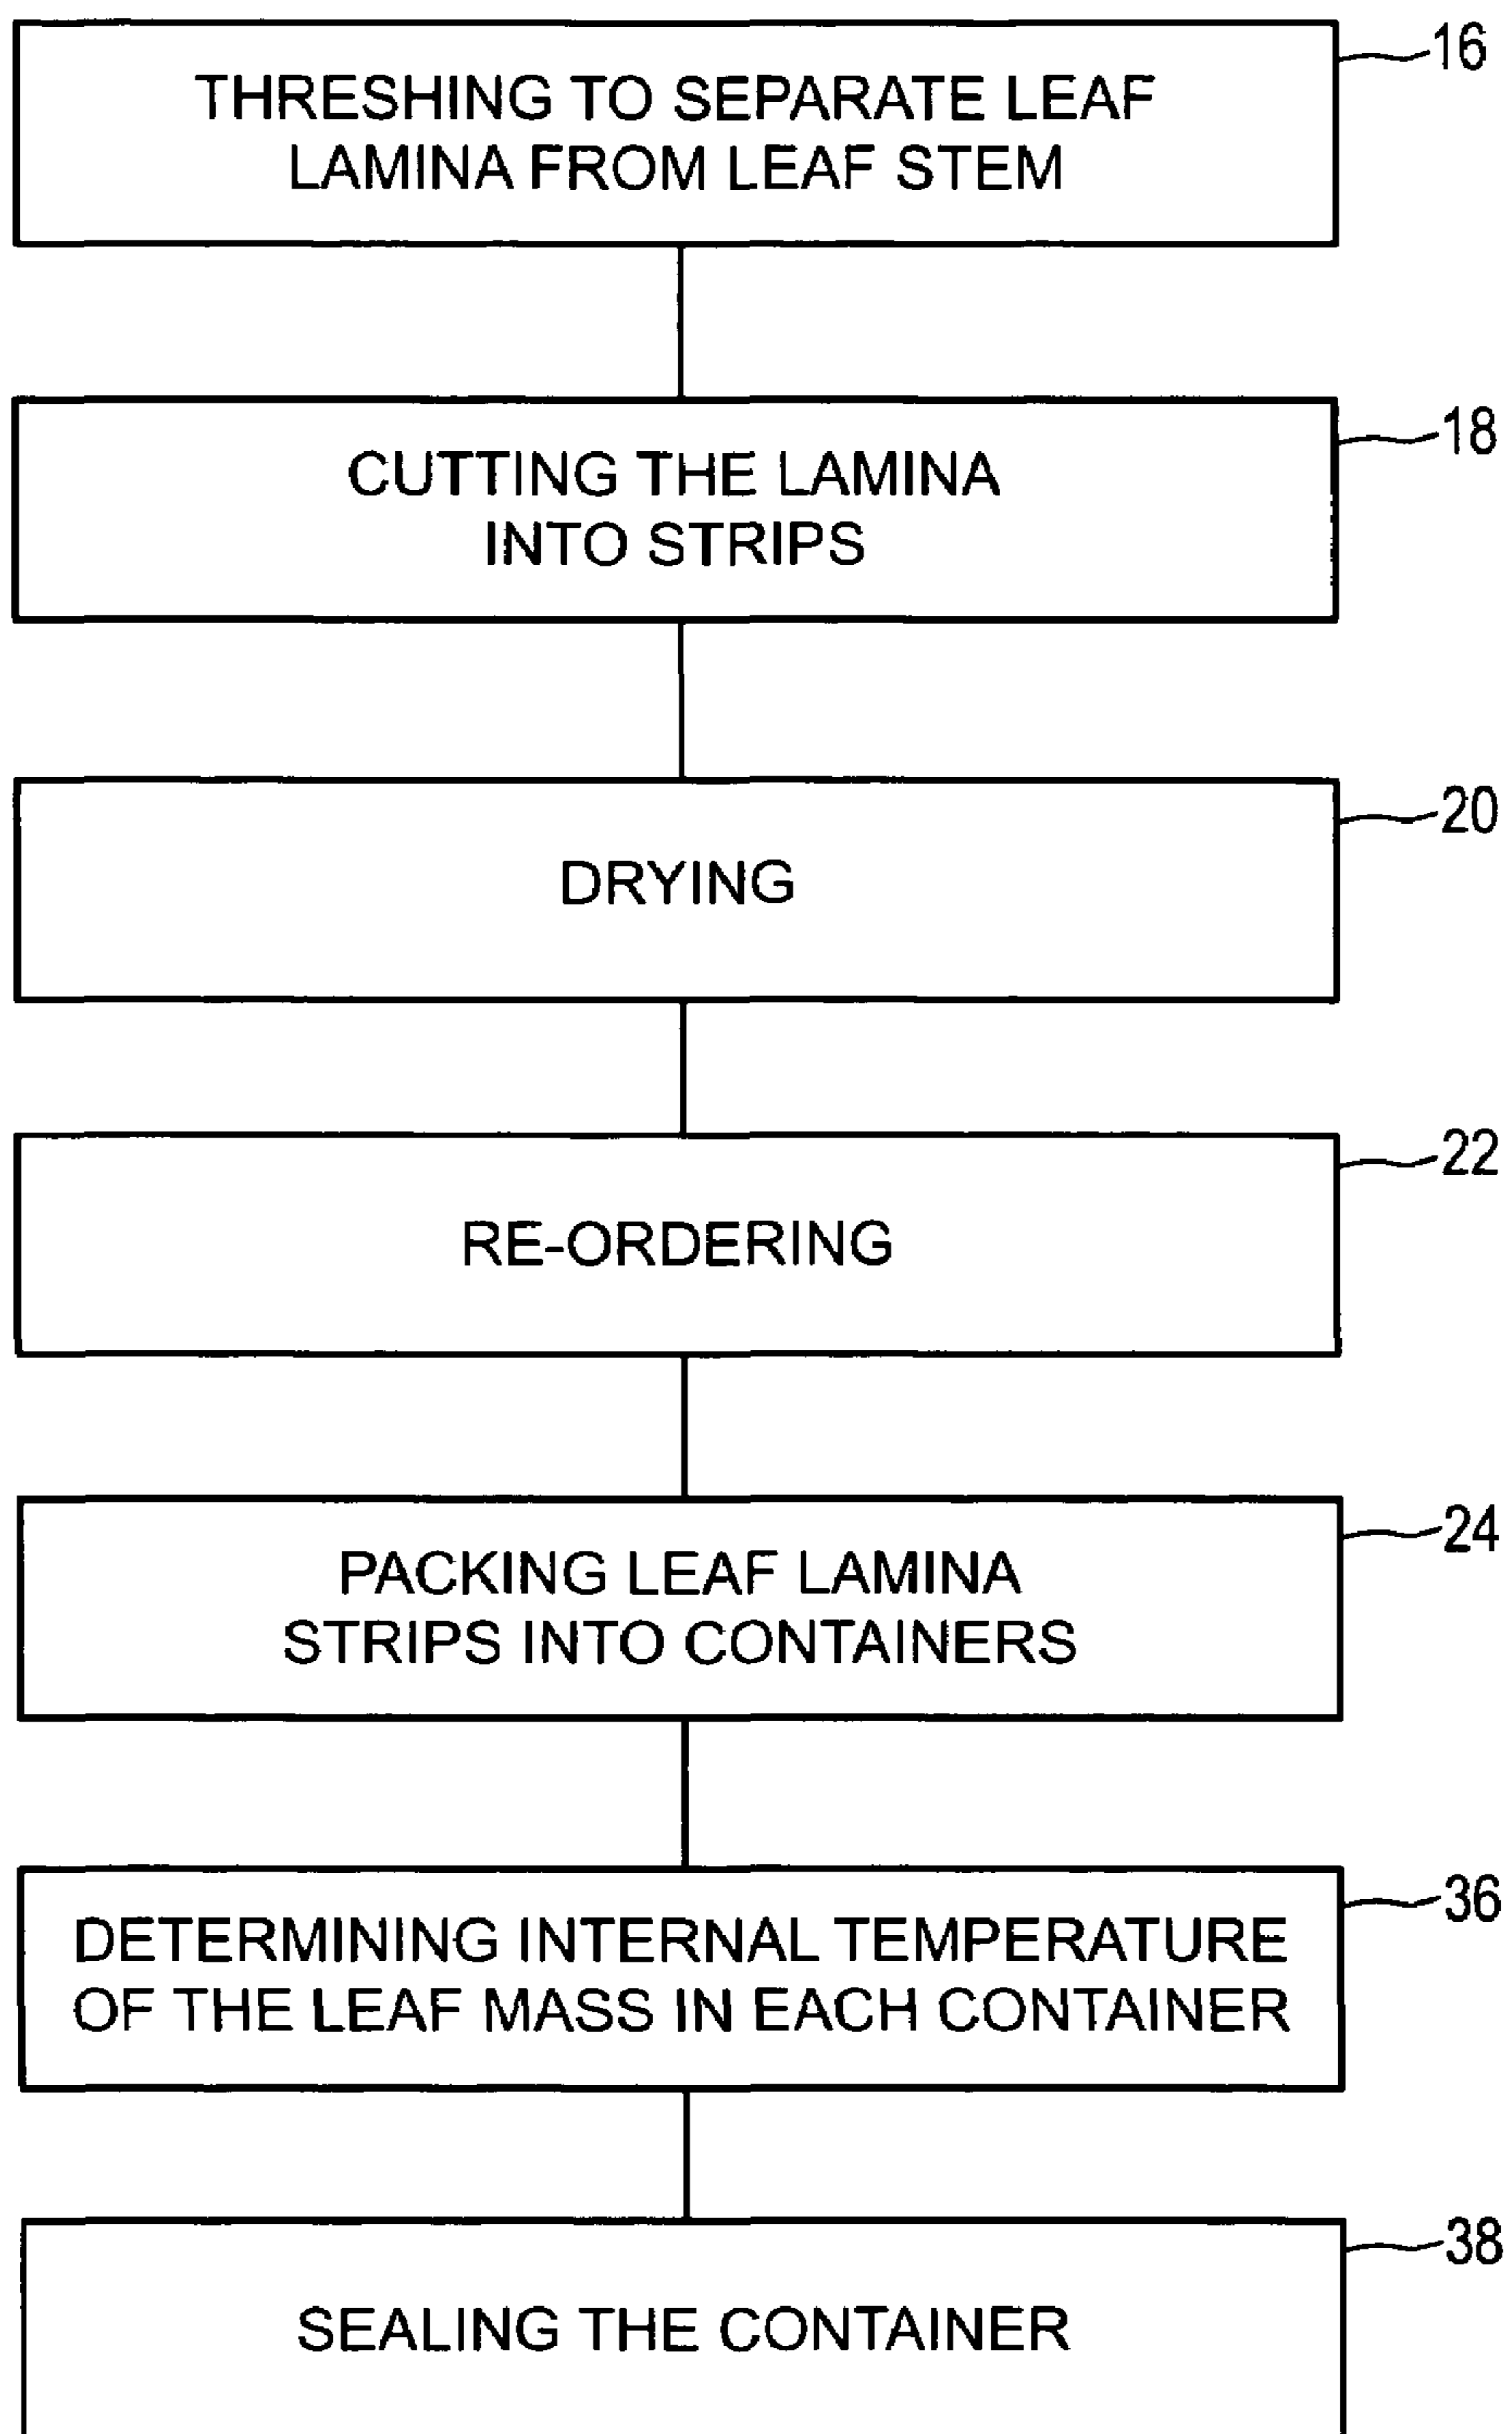 16
THRESHING TO SEPARATE LEAF
LAMINA FROM LEAF STEM
18
CUTTING THE LAMINA
INTO STRIPS
20
DRYING
22
RE-ORDERING
24
PACKING LEAF LAMINA
STRIPS INTO CONTAINERS
36
DETERMINING INTERNAL TEMPERATURE
OF THE LEAF MASS IN EACH CONTAINER
38
SEALING THE CONTAINER